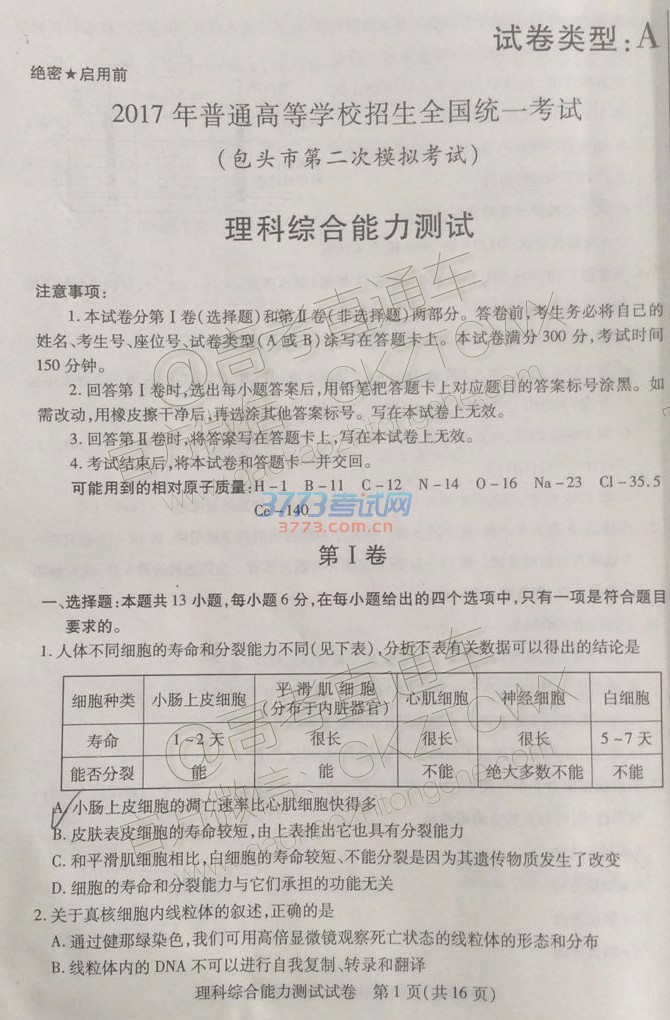 试卷类型:A
绝密★启用前
2017年普通高等学校招生全国统一考试
(包头市第二次模拟考试)
理科综合能力测试
注意事项:
1.本试卷分第Ⅰ卷(选择题)和第Ⅱ卷(非选择题)两部分。答卷前,考生务必将自己的
姓名、考生号、座位号、试卷类型(A或B)涂写在答题卡上。本试卷满分300分,考试时间
150分钟。
2.回答第Ⅰ卷时,选出每小题答案后,用铅笔把答题卡上对应题目的答案标号涂黑。如
需改动,用橡皮擦干净后,再选涂其他答案标号。写在本试卷上无效。
3.回答第Ⅱ卷时,将答案写在答题卡上,写在本试卷上无效。
4.考试结束后,将本试卷和答题卡一并交回。
可能用到的相对原子质量:H-1 B-11 C-12 N-14 O-16 Na-23 Cl-35.5
Ce-140
3773考试网
3773.com.cn
第Ⅰ卷
一、选择题:本题共13小题,每小题6分,在每小题给出的四个选项中,只有一项是符合题目
要求的。
1.人体不同细胞的寿命和分裂能力不同(见下表),分析下表有关数据可以得出的结论是
细胞种类 小肠上皮细胞 平滑肌细胞(分布于内脏器官) 心肌细胞 神经细胞 白细胞
寿命 1~2天 很长 很长 很长 5~7天
能否分裂 能 能 不能 绝大多数不能 不能
A.小肠上皮细胞的凋亡速率比心肌细胞快得多
B.皮肤表皮细胞的寿命较短,由上表推出它也具有分裂能力
C.和平滑肌细胞相比,白细胞的寿命较短、不能分裂是因为其遗传物质发生了改变
D.细胞的寿命和分裂能力与它们承担的功能无关
2.关于真核细胞内线粒体的叙述,正确的是
A.通过健那绿染色,我们可用高倍显微镜观察死亡状态的线粒体的形态和分布
B.线粒体内的DNA不可以进行自我复制、转录和翻译
理科综合能力测试试卷 第1页(共16页)
@高考直通车
官方微信:GKZTCWX
@高考直通车
官方微信:GKZTCWX